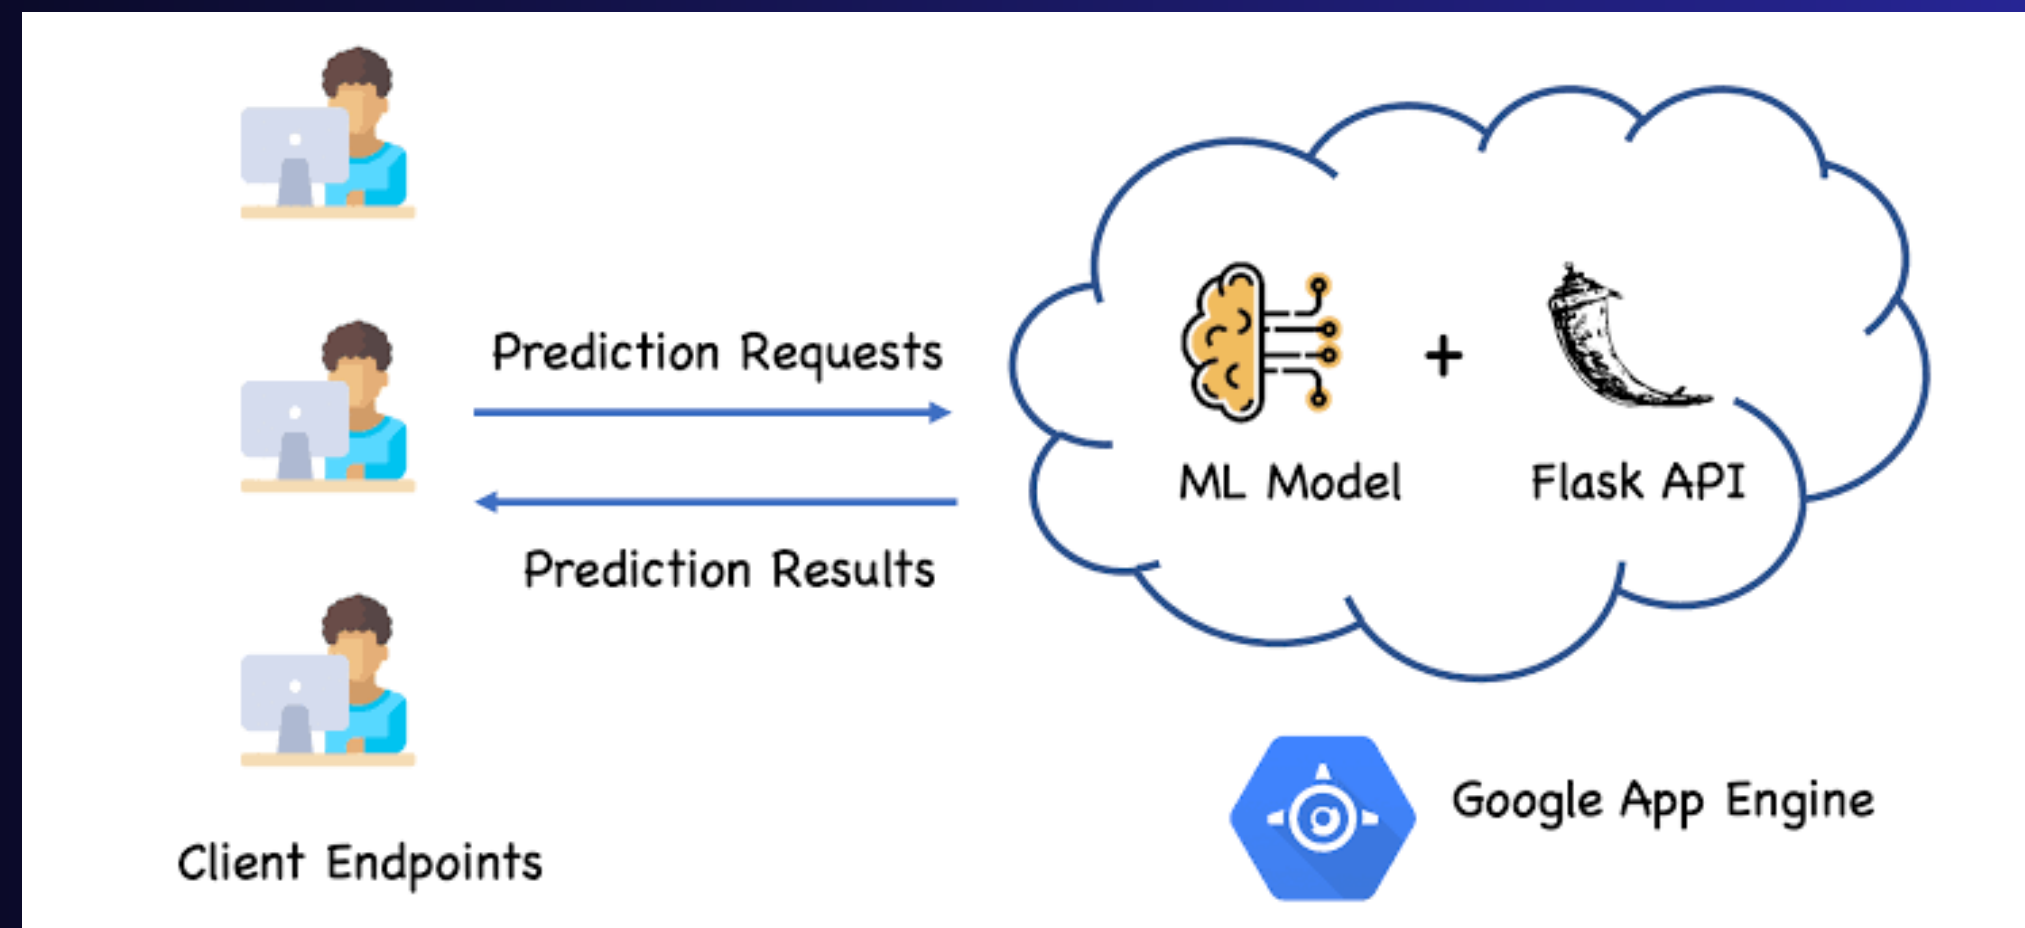 Prediction Requests
Prediction Results
Client Endpoints
+
ML Model
Flask API
Google App Engine